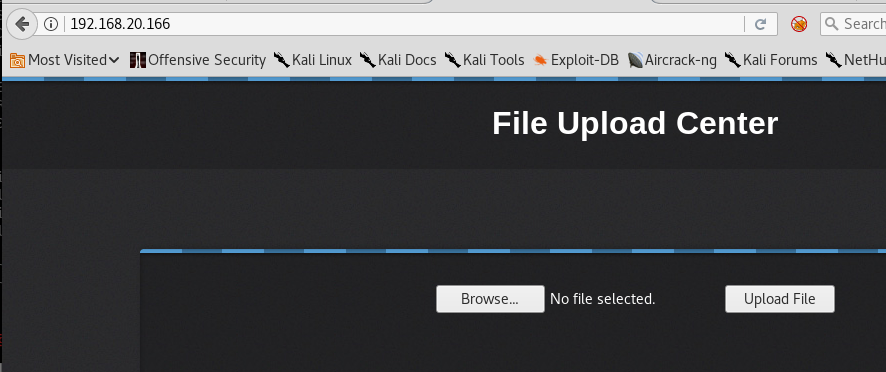 192.168.20.166
Search
Most Visited Offensive Security Kali Linux Kali Docs Kali Tools Exploit-DB Aircrack-ng Kali Forums NetHu
File Upload Center
Browse... No file selected. Upload File